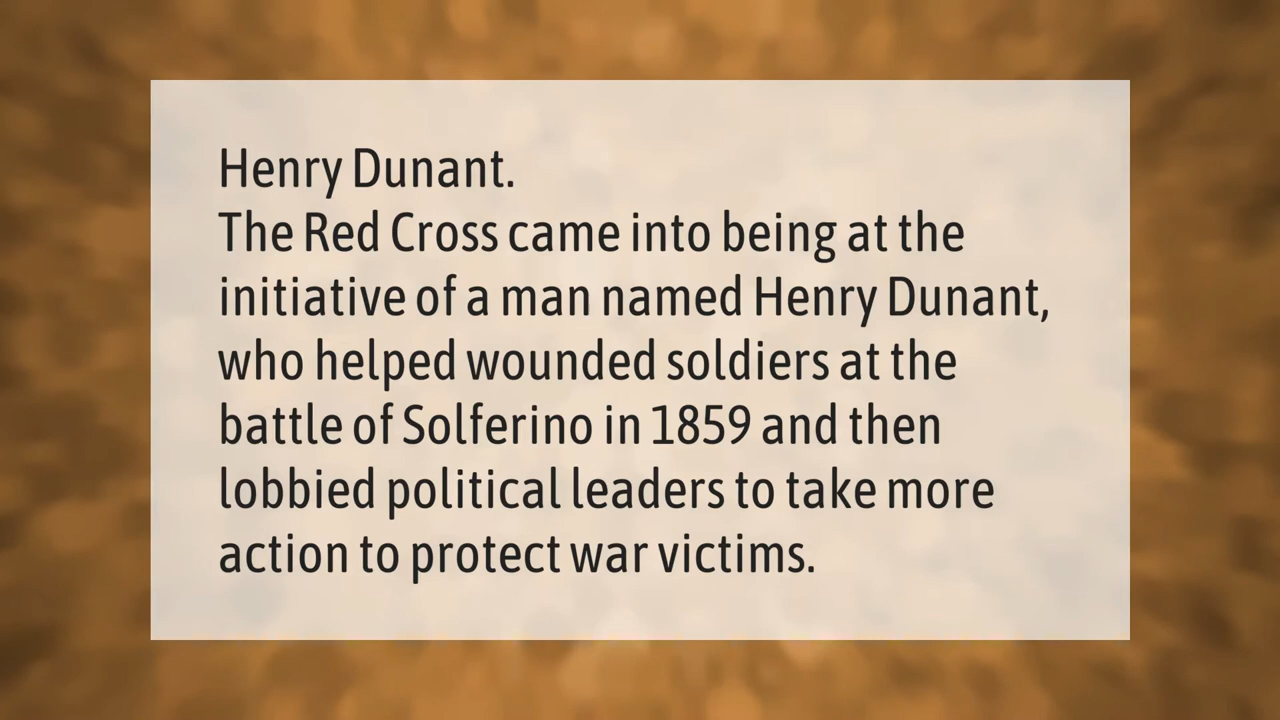 Henry Dunant.
The Red Cross came into being at the
initiative of a man named Henry Dunant,
who helped wounded soldiers at the
battle of Solferino in 1859 and then
lobbied political leaders to take more
action to protect war victims.